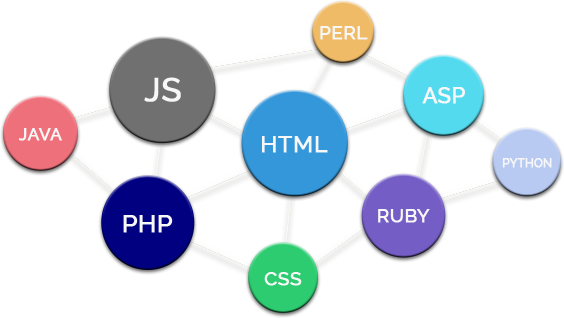 PERL
JS
ASP
JAVA
HTML
PYTHON
PHP
RUBY
CSS